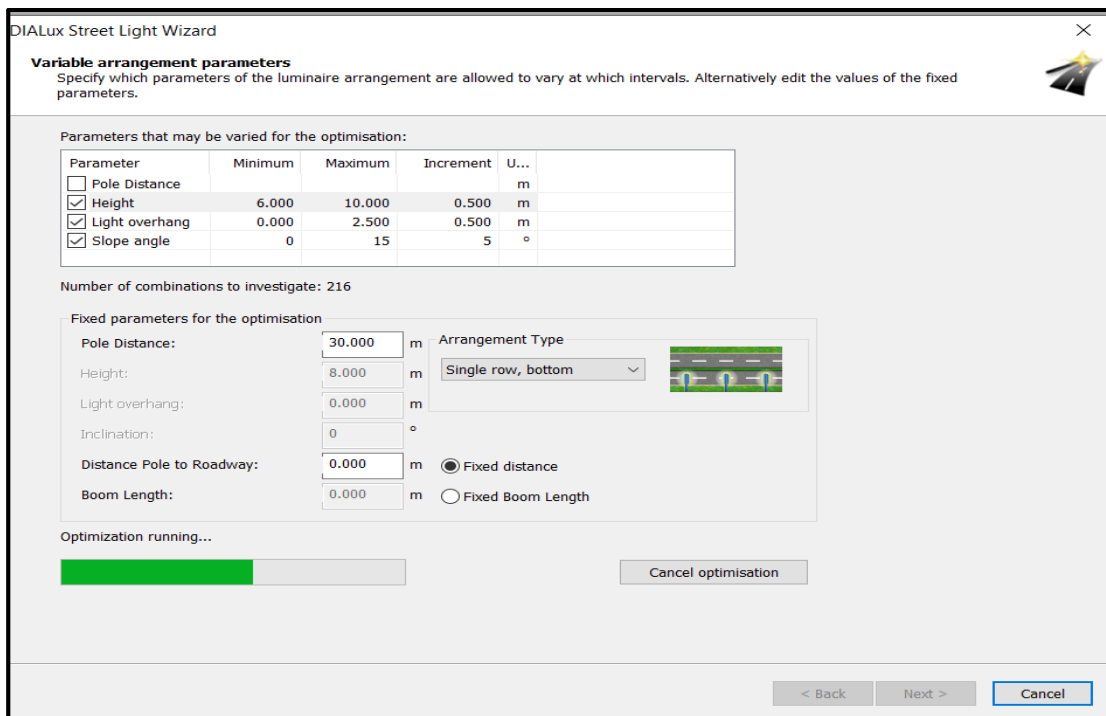 DIALux Street Light Wizard
Variable arrangement parameters
Specify which parameters of the luminaire arrangement are allowed to vary at which intervals. Alternatively edit the values of the fixed
parameters.
Parameters that may be varied for the optimisation:
Parameter Minimum Maximum Increment U...
Pole Distance m
Height 6.000 10.000 0.500 m
Light overhang 0.000 2.500 0.500 m
Slope angle 0 15 5 °
Number of combinations to investigate: 216
Fixed parameters for the optimisation
Pole Distance: 30.000 m Arrangement Type
Height: 8.000 m Single row, bottom
Light overhang: 0.000 m
Inclination: 0 °
Distance Pole to Roadway: 0.000 m Fixed distance
Boom Length: 0.000 m Fixed Boom Length
Optimization running...
Cancel optimisation
< Back Next > Cancel